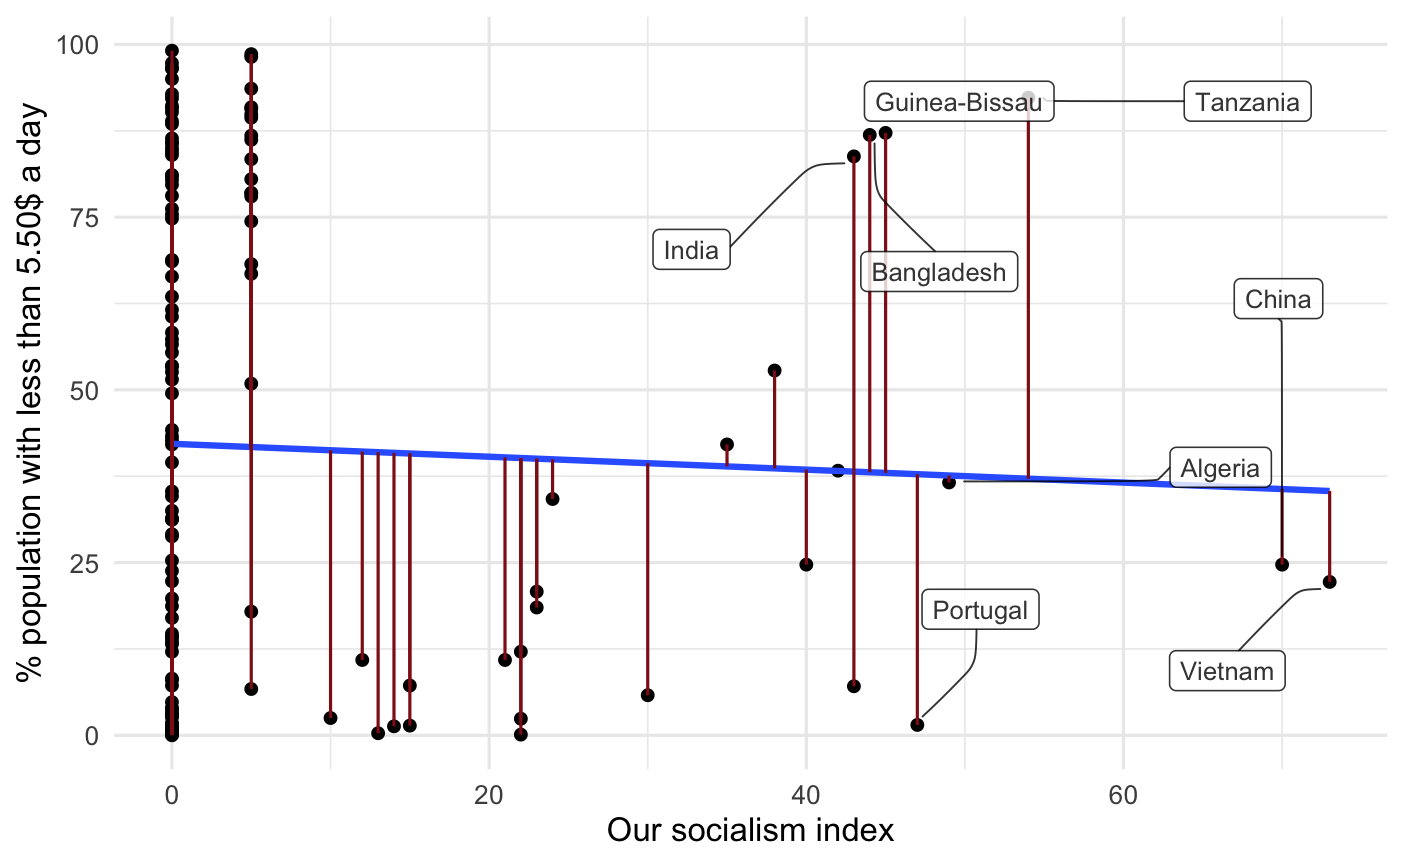 % population with less than 5.50$ a day
100
75
50
25
0
Guinea-Bissau
Tanzania
India
Bangladesh
China
Algeria
Portugal
Vietnam
0 20 40 60
Our socialism index